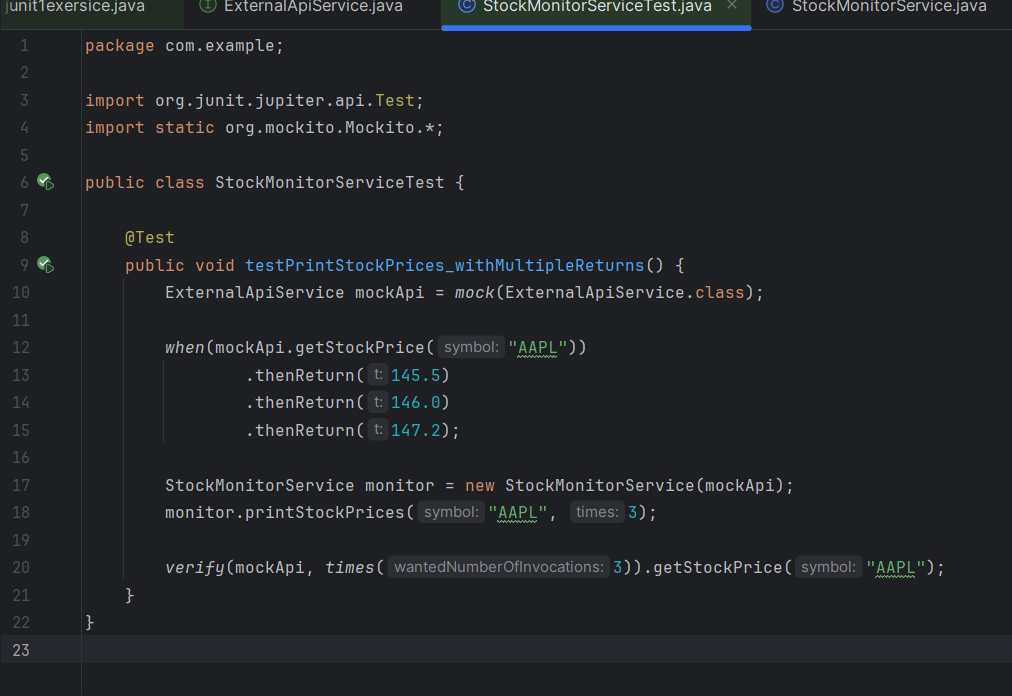 junit1exersice.java ExternalApiService.java StockMonitorServiceTest.java StockMonitorService.java
1 package com.example;
2
3 import org.junit.jupiter.api.Test;
4 import static org.mockito.Mockito.*;
5
6 public class StockMonitorServiceTest {
7
8 @Test
9 public void testPrintStockPrices_withMultipleReturns() {
10 ExternalApiService mockApi = mock(ExternalApiService.class);
11
12 when(mockApi.getStockPrice( symbol: "AAPL"))
13 .thenReturn( t: 145.5)
14 .thenReturn( t: 146.0)
15 .thenReturn( t: 147.2);
16
17 StockMonitorService monitor = new StockMonitorService(mockApi);
18 monitor.printStockPrices( symbol: "AAPL", times: 3);
19
20 verify(mockApi, times( wantedNumberOfInvocations: 3)).getStockPrice( symbol: "AAPL");
21 }
22 }
23